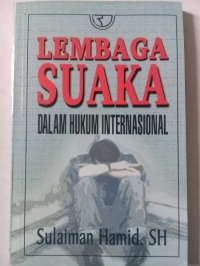 LEMBAGA
SUAKA
DALAM HUKUM INTERNASIONAL
Sulaiman Hamid. SH